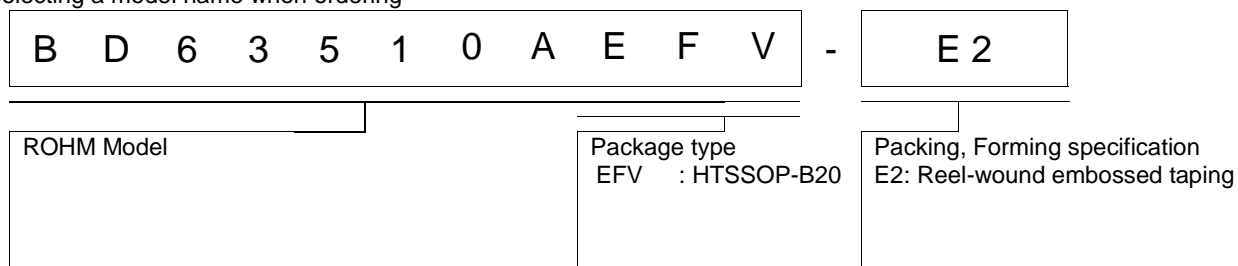 selecting a model name when ordering
B D 6 3 5 1 0 A E F V - E 2
ROHM Model
Package type
EFV : HTSSOP-B20
Packing, Forming specification
E2: Reel-wound embossed taping